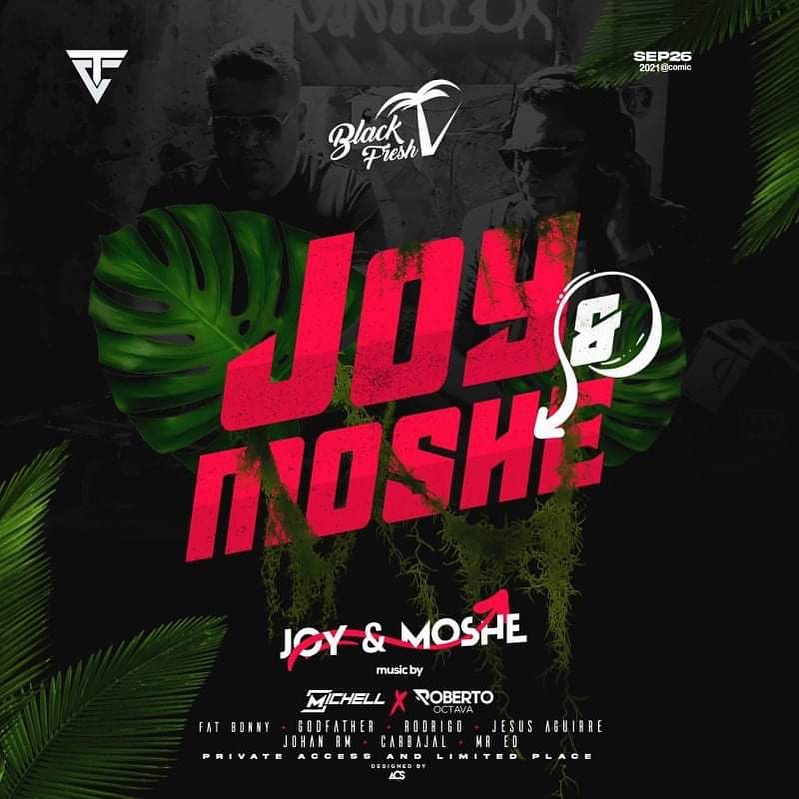 SEP26
2021@comic
Black
Fresh
JOY
&
MOSHE
JOY & MOSHE
music by
MICHELL X ROBERTO
OCTAVA
FAT BONNY + GODFATHER + RODRIGO + JESUS AGUIRRE
JOHAN RM + CARBAJAL + MR ED
PRIVATE ACCESS AND LIMITED PLACE
DESIGNED BY
ACS